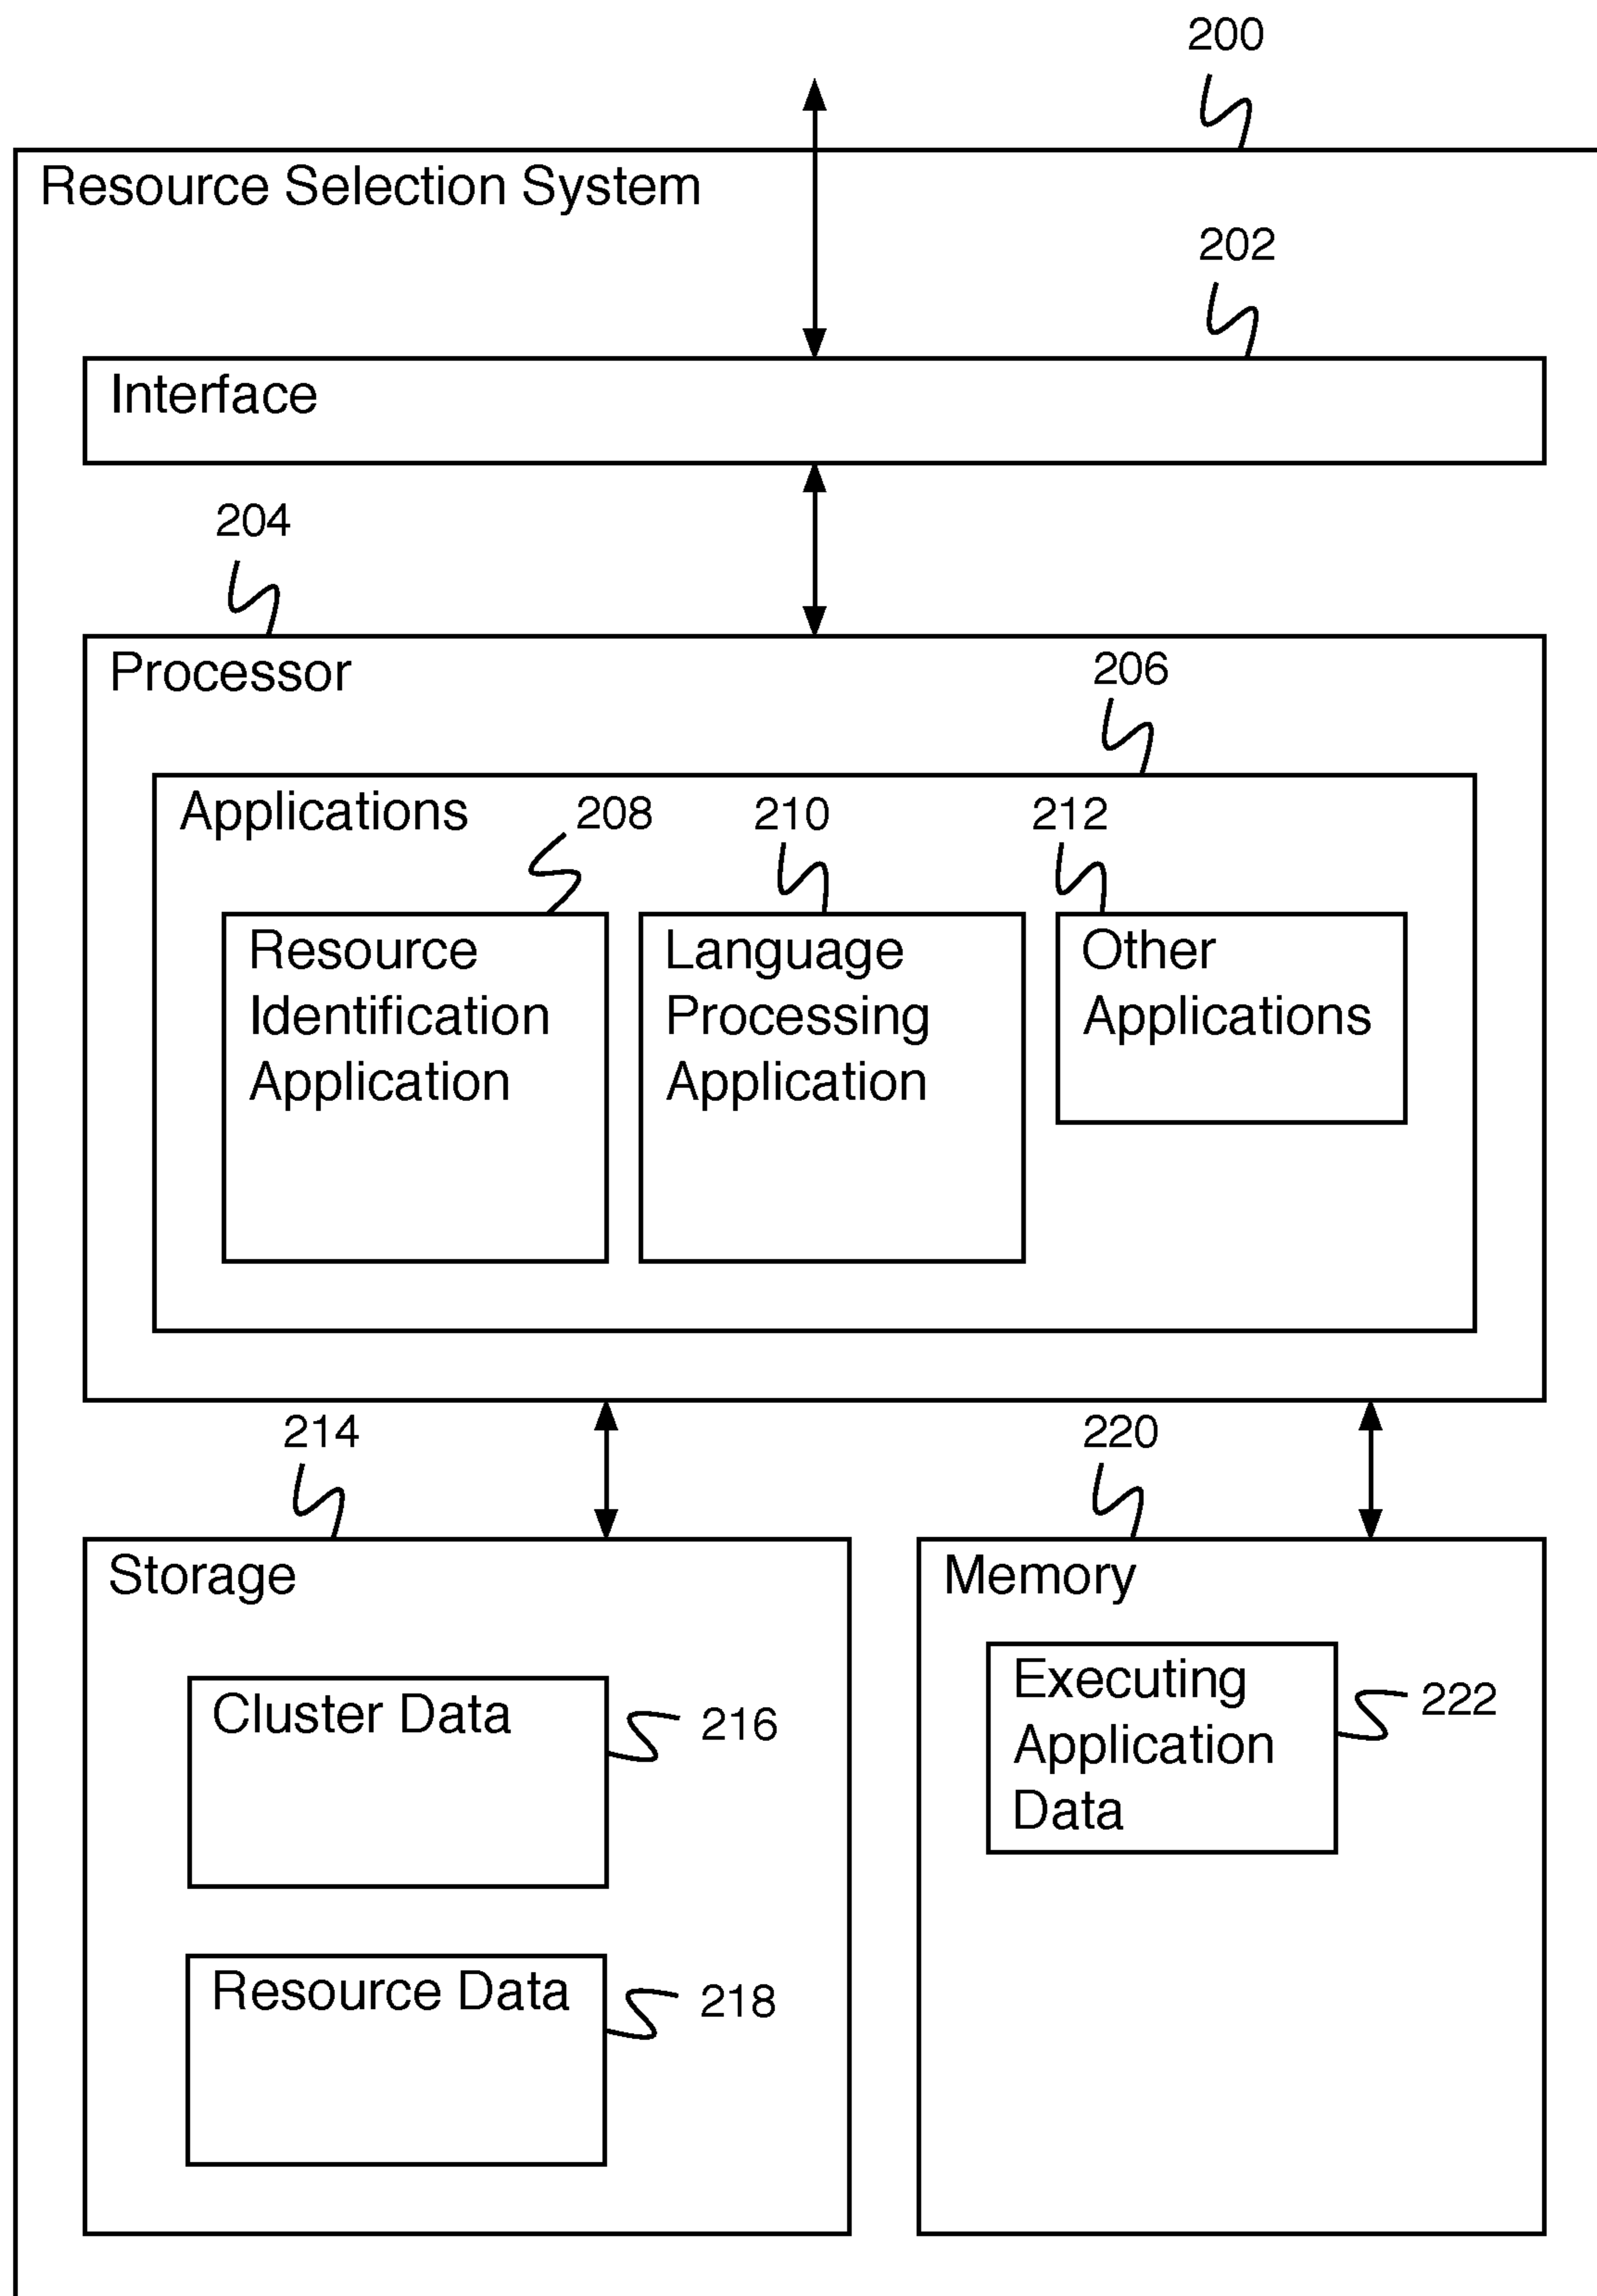 200
Resource Selection System
202
Interface
204
Processor
206
Applications
208
210
212
Resource
Identification
Application
Language
Processing
Application
Other
Applications
214
220
Storage
Memory
Cluster Data
216
Executing
Application
Data
222
Resource Data
218